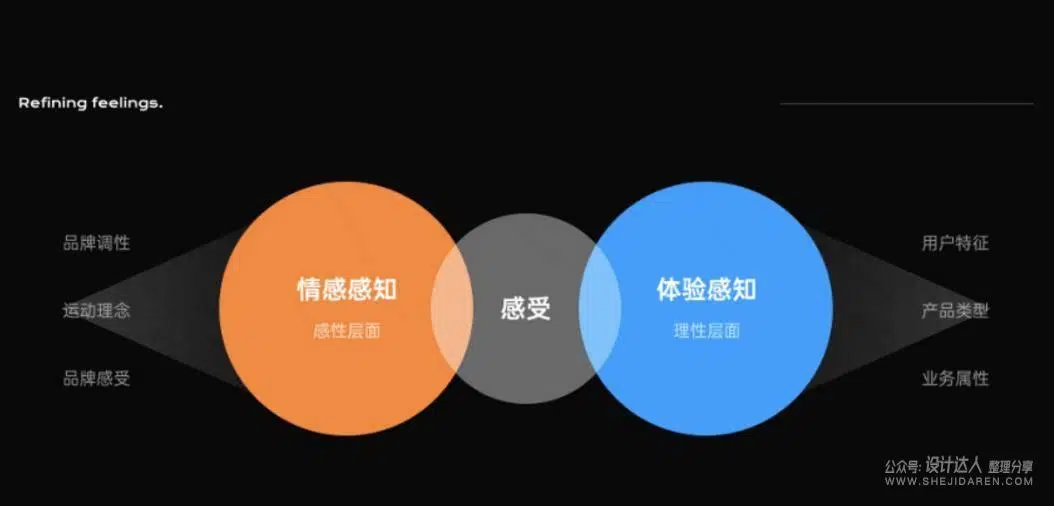 Refining feelings.
品牌调性
运动理念
品牌感受
情感感知
感性层面
感受
体验感知
理性层面
用户特征
产品类型
业务属性
公众号: 设计达人 整理分享
WWW.SHEJIDAREN.COM